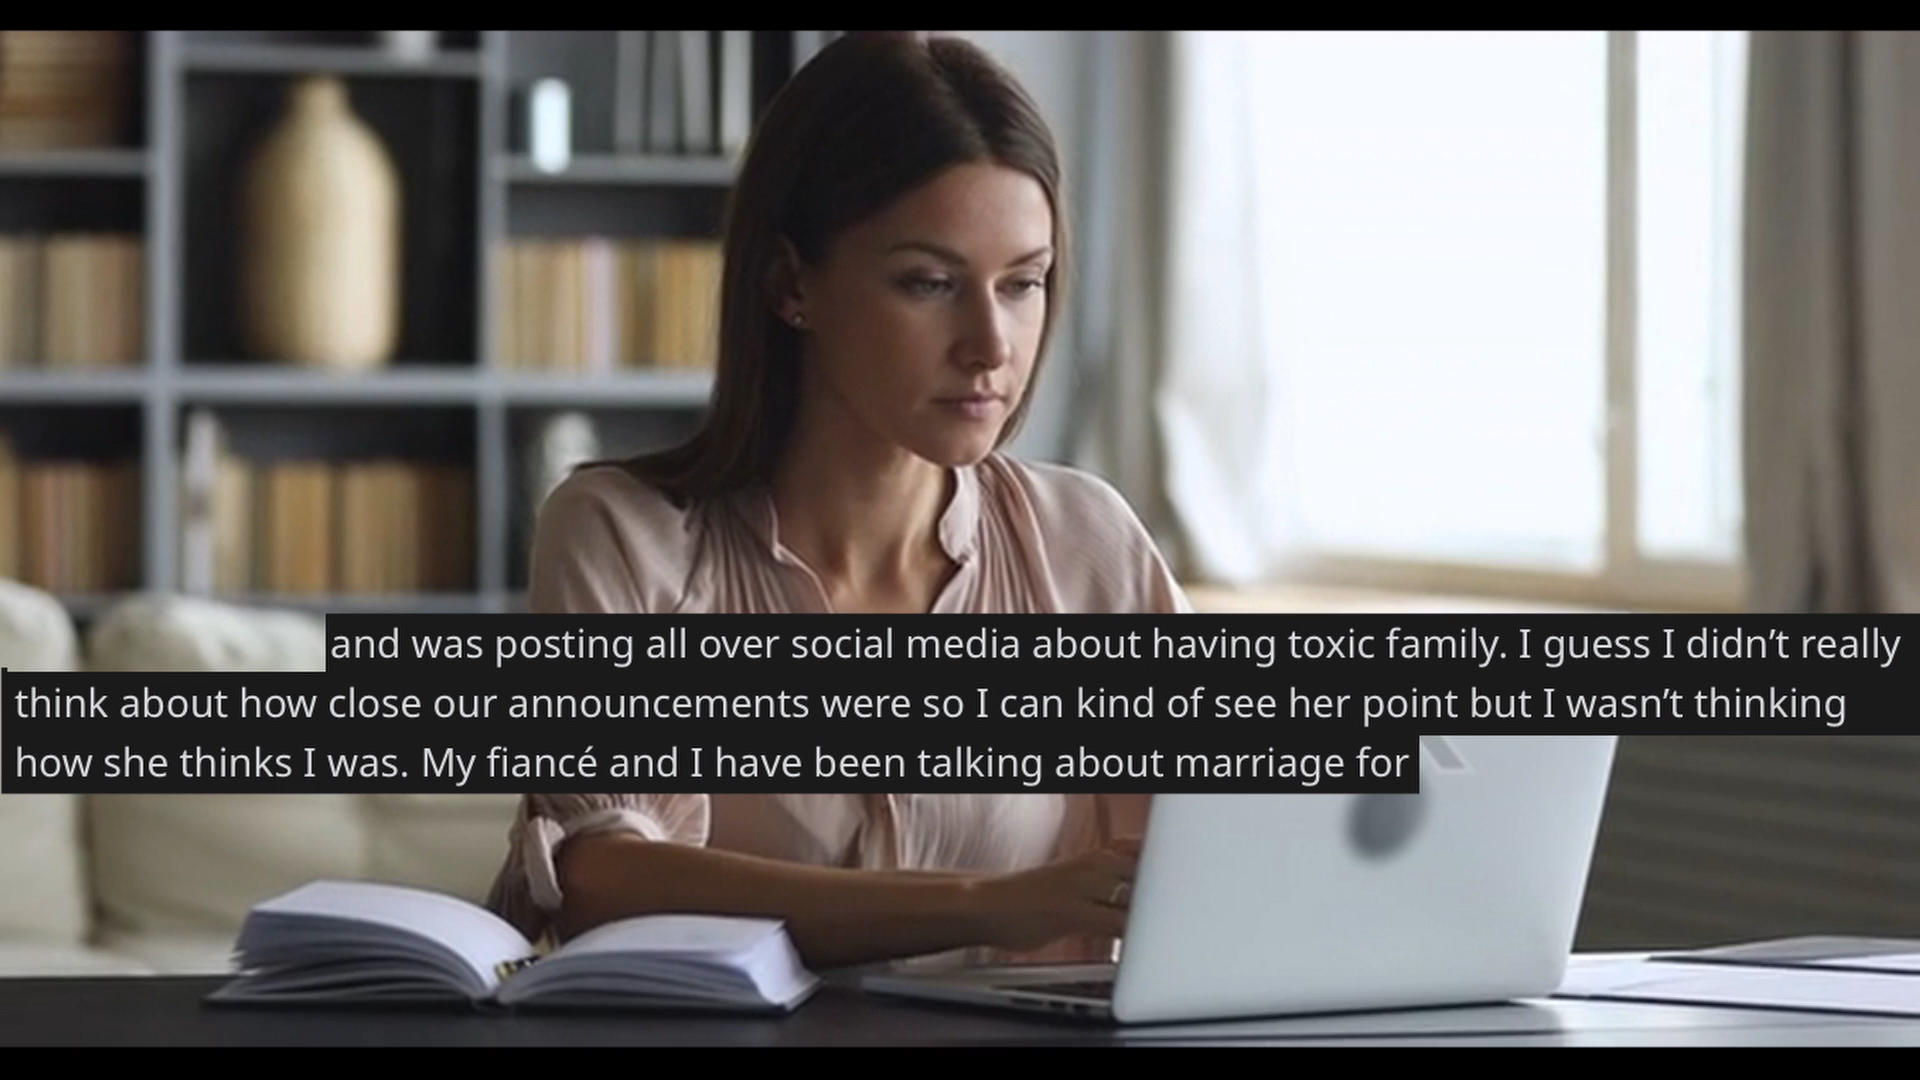 and was posting all over social media about having toxic family. I guess I didn’t really
think about how close our announcements were so I can kind of see her point but I wasn’t thinking
how she thinks I was. My fiancé and I have been talking about marriage for